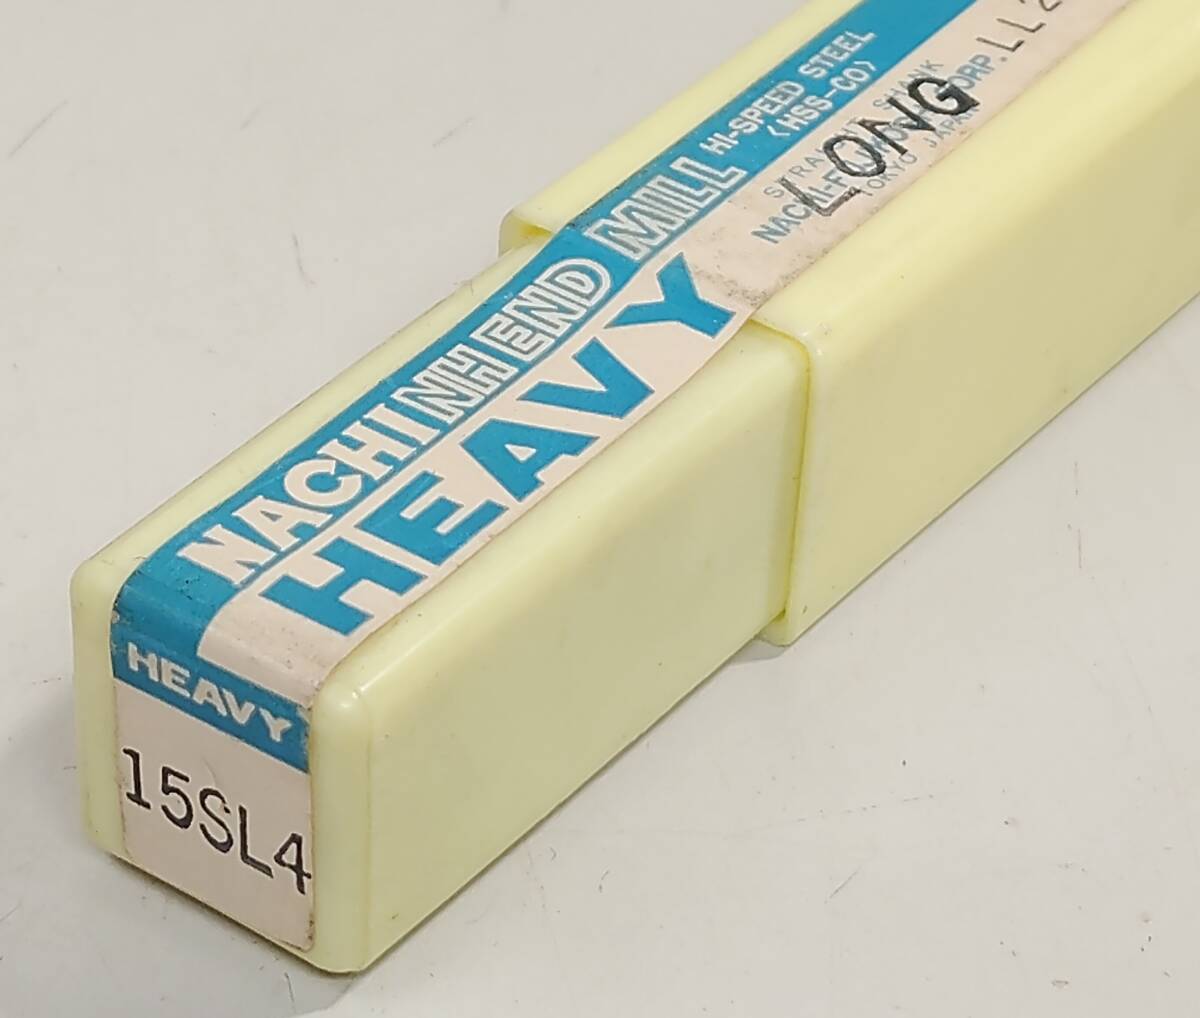 NACHI NH END MILL HI-SPEED STEEL
<HSS-CO>
HEAVY
STRAIGHT SHANK
NACHI-FUJIKOSHI CORP.
TOKYO JAPAN
LONG
LL2
HEAVY
15SL4